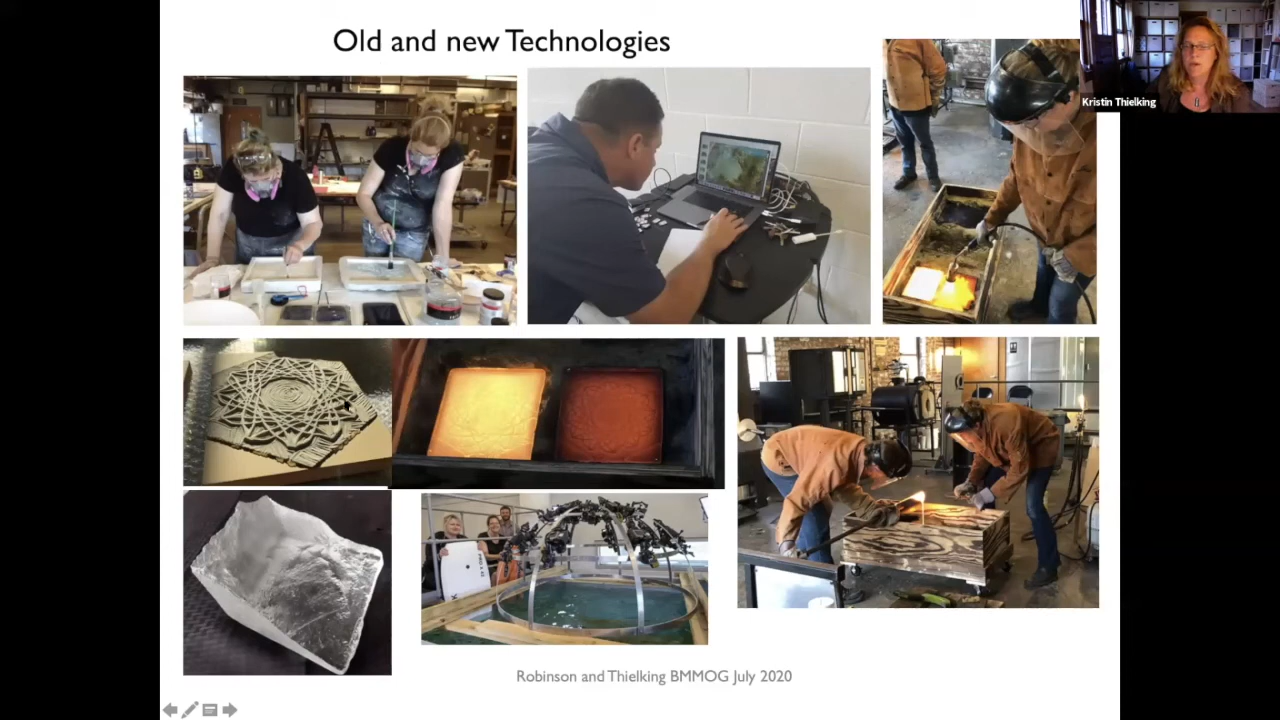 Old and new Technologies
Kristin Thielking
Robinson and Thielking BMMOG July 2020